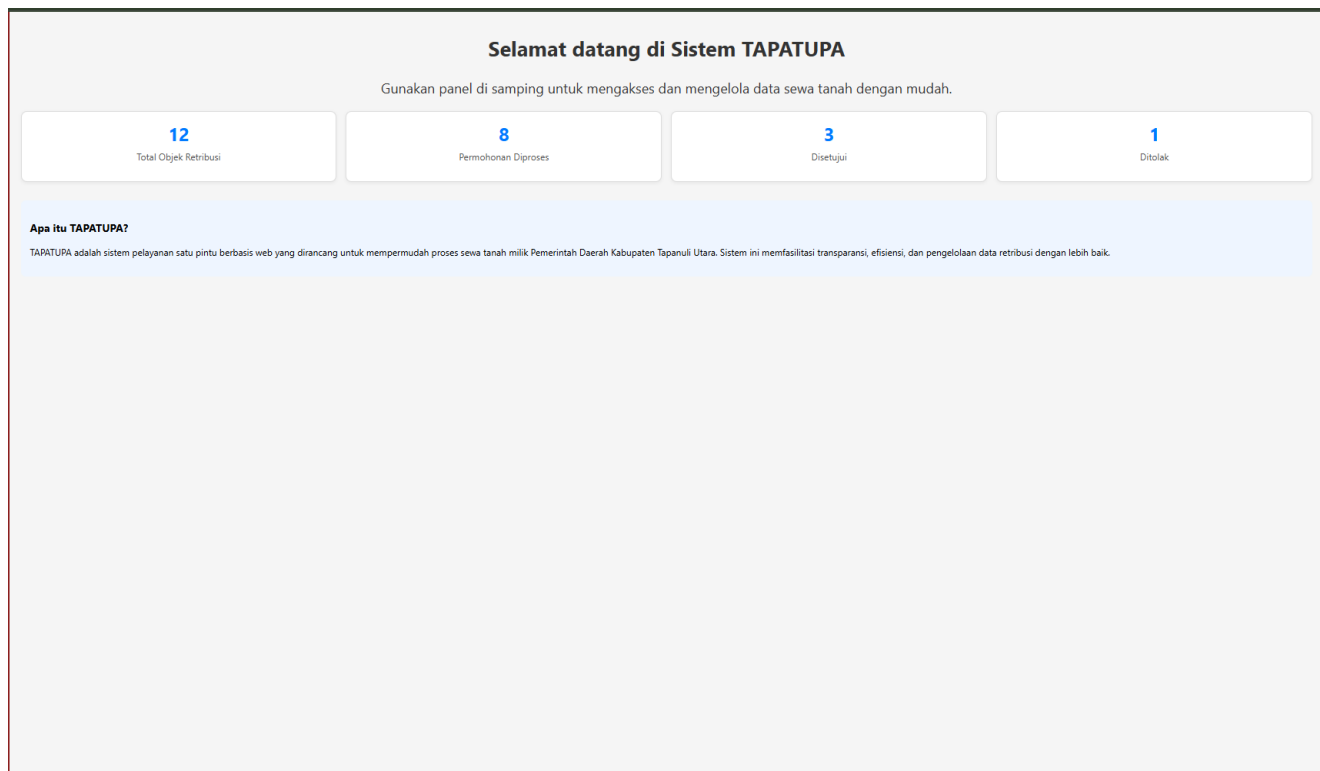 Selamat datang di Sistem TAPATUPA
Gunakan panel di samping untuk mengakses dan mengelola data sewa tanah dengan mudah.
12
Total Objek Retribusi
8
Permohonan Diproses
3
Disetujui
1
Ditolak
Apa itu TAPATUPA?
TAPATUPA adalah sistem pelayanan satu pintu berbasis web yang dirancang untuk mempermudah proses sewa tanah milik Pemerintah Daerah Kabupaten Tapanuli Utara. Sistem ini memfasilitasi transparansi, efisiensi, dan pengelolaan data retribusi dengan lebih baik.